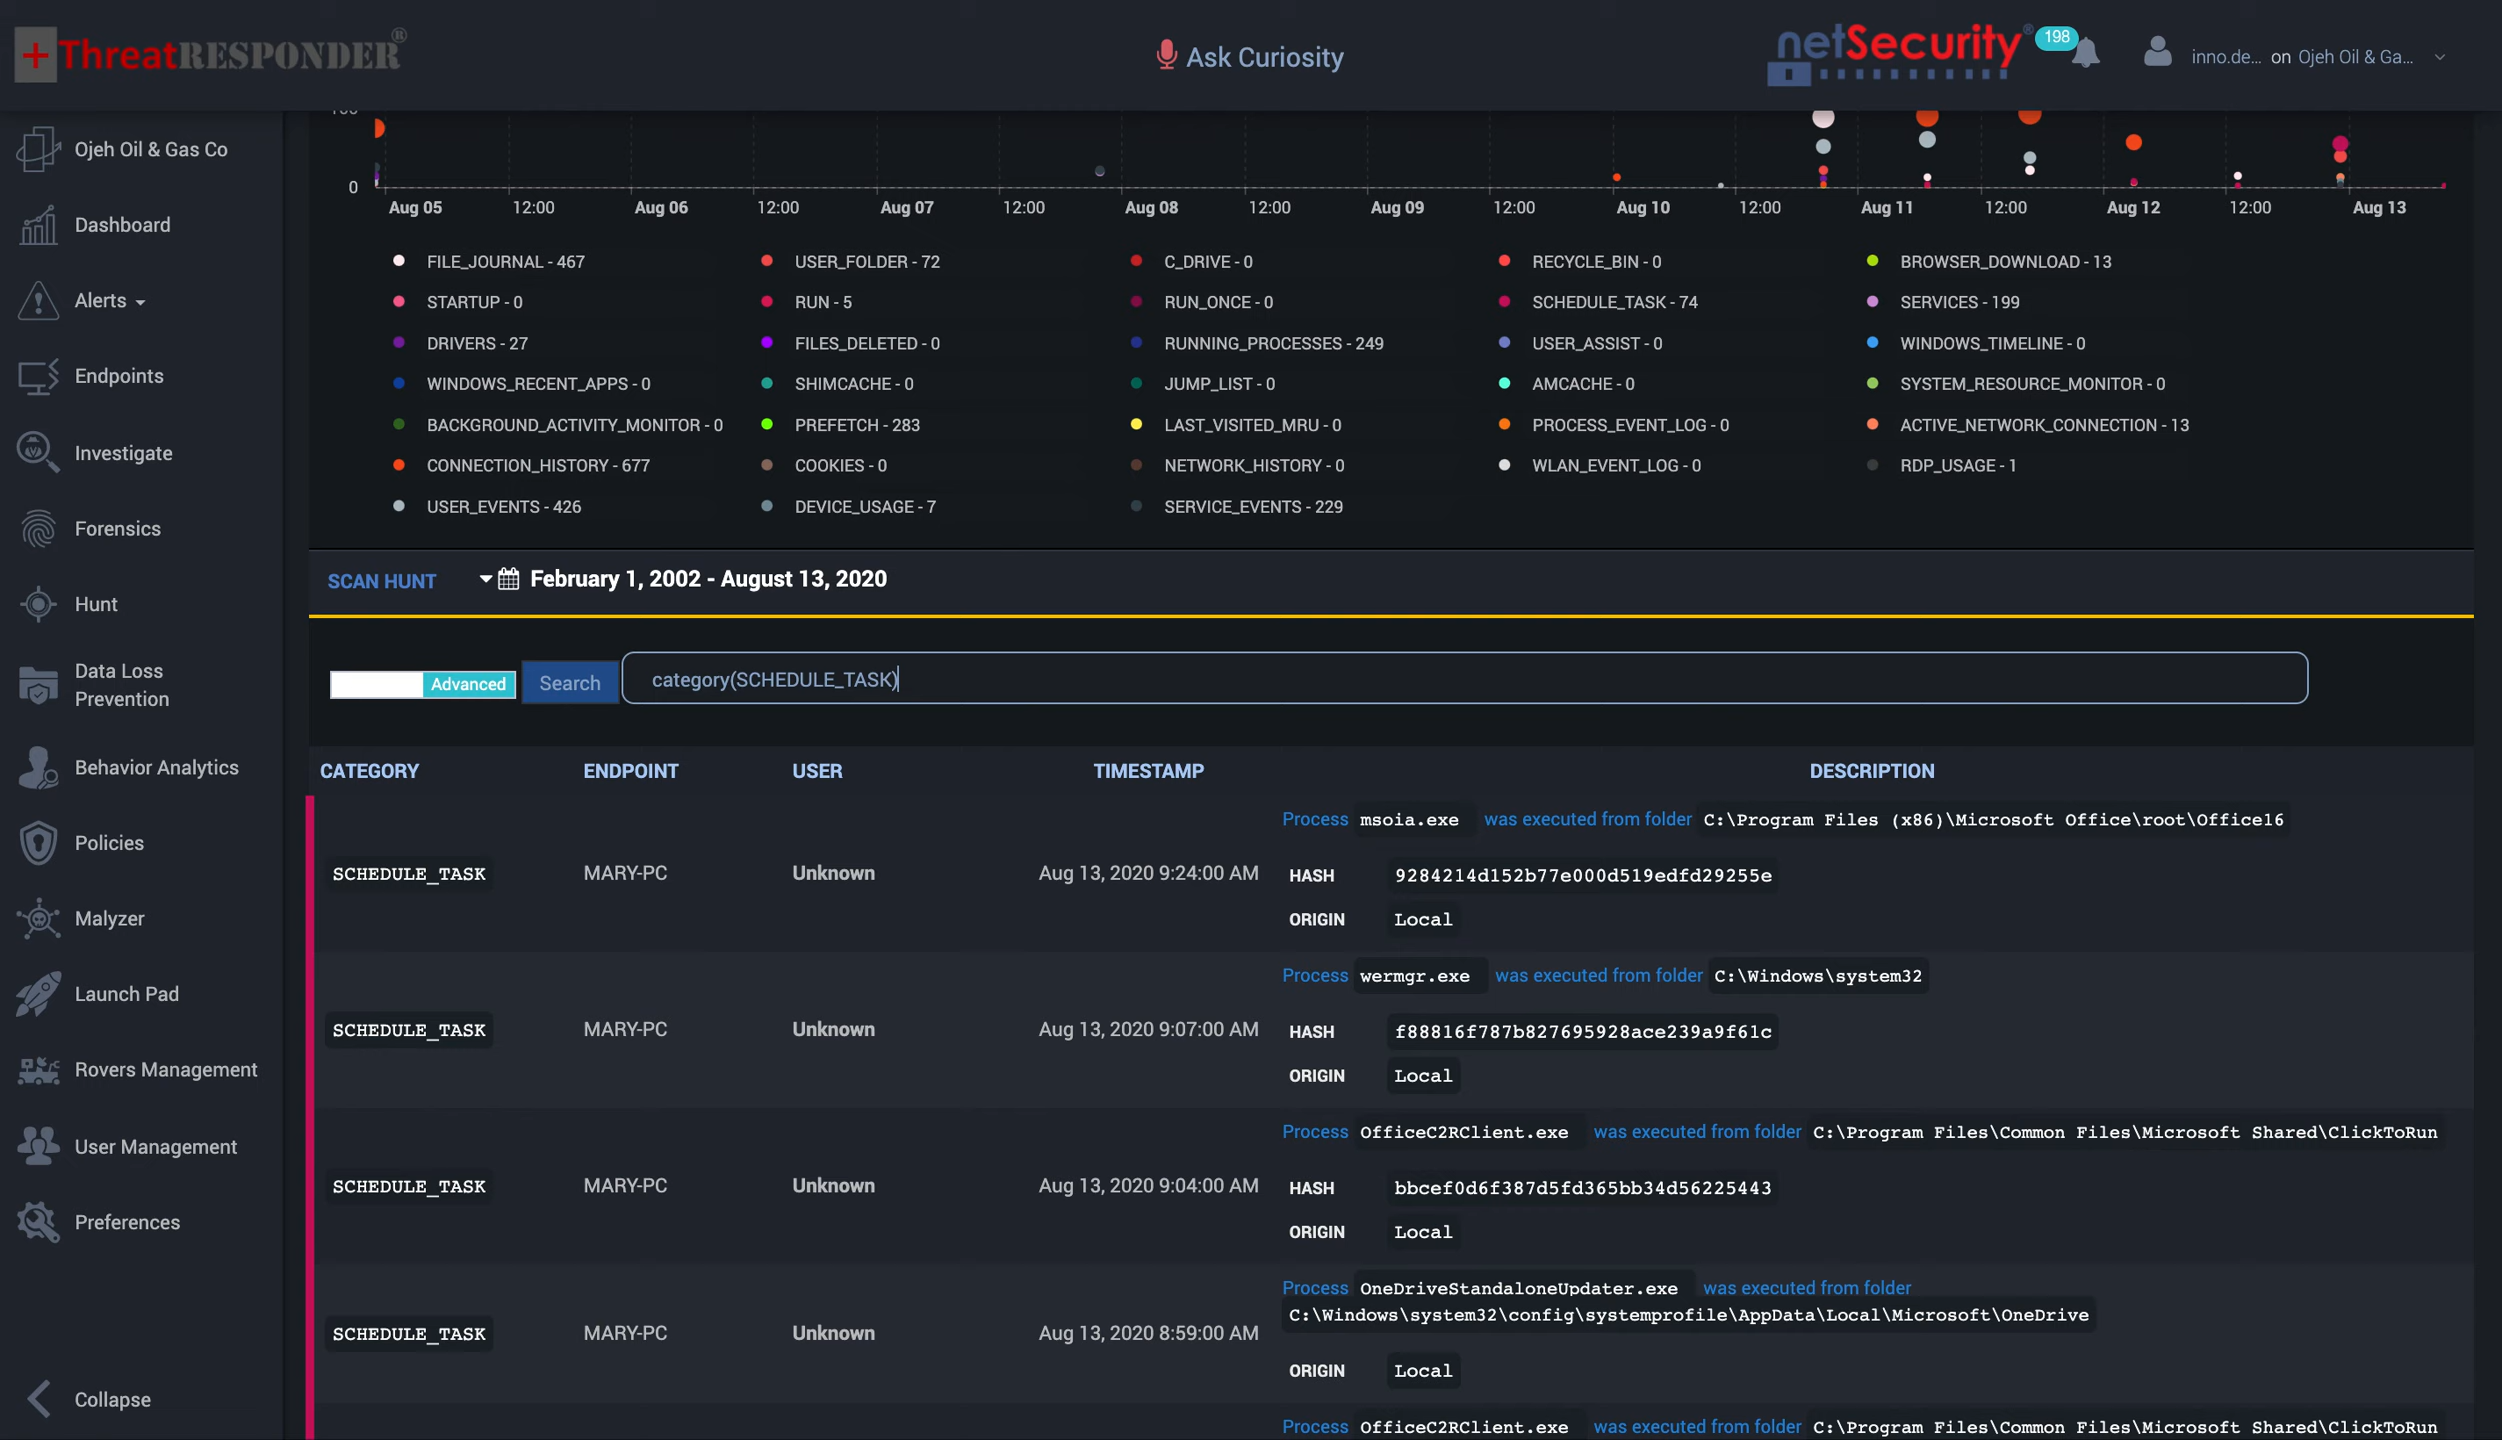 ThreatRESPONDER®
Ask Curiosity
netSecurity®
198
inno.de... on Ojeh Oil & Ga...
Ojeh Oil & Gas Co
Dashboard
Alerts
Endpoints
Investigate
Forensics
Hunt
Data Loss
Prevention
Behavior Analytics
Policies
Malyzer
Launch Pad
Rovers Management
User Management
Preferences
Collapse
0
Aug 05 12:00 Aug 06 12:00 Aug 07 12:00 Aug 08 12:00 Aug 09 12:00 Aug 10 12:00 Aug 11 12:00 Aug 12 12:00 Aug 13
FILE_JOURNAL - 467 USER_FOLDER - 72 C_DRIVE - 0 RECYCLE_BIN - 0 BROWSER_DOWNLOAD - 13
STARTUP - 0 RUN - 5 RUN_ONCE - 0 SCHEDULE_TASK - 74 SERVICES - 199
DRIVERS - 27 FILES_DELETED - 0 RUNNING_PROCESSES - 249 USER_ASSIST - 0 WINDOWS_TIMELINE - 0
WINDOWS_RECENT_APPS - 0 SHIMCACHE - 0 JUMP_LIST - 0 AMCACHE - 0 SYSTEM_RESOURCE_MONITOR - 0
BACKGROUND_ACTIVITY_MONITOR - 0 PREFETCH - 283 LAST_VISITED_MRU - 0 PROCESS_EVENT_LOG - 0 ACTIVE_NETWORK_CONNECTION - 13
CONNECTION_HISTORY - 677 COOKIES - 0 NETWORK_HISTORY - 0 WLAN_EVENT_LOG - 0 RDP_USAGE - 1
USER_EVENTS - 426 DEVICE_USAGE - 7 SERVICE_EVENTS - 229
SCAN HUNT February 1, 2002 - August 13, 2020
Advanced Search category(SCHEDULE_TASK)
CATEGORY ENDPOINT USER TIMESTAMP DESCRIPTION
Process msoia.exe was executed from folder C:\Program Files (x86)\Microsoft Office\root\Office16
SCHEDULE_TASK MARY-PC Unknown Aug 13, 2020 9:24:00 AM HASH 9284214d152b77e000d519edfd29255e
ORIGIN Local
Process wermgr.exe was executed from folder C:\Windows\system32
SCHEDULE_TASK MARY-PC Unknown Aug 13, 2020 9:07:00 AM HASH f88816f787b827695928ace239a9f61c
ORIGIN Local
Process OfficeC2RClient.exe was executed from folder C:\Program Files\Common Files\Microsoft Shared\ClickToRun
SCHEDULE_TASK MARY-PC Unknown Aug 13, 2020 9:04:00 AM HASH bbcef0d6f387d5fd365bb34d56225443
ORIGIN Local
Process OneDriveStandaloneUpdater.exe was executed from folder
C:\Windows\system32\config\systemprofile\AppData\Local\Microsoft\OneDrive
SCHEDULE_TASK MARY-PC Unknown Aug 13, 2020 8:59:00 AM
ORIGIN Local
Process OfficeC2RClient.exe was executed from folder C:\Program Files\Common Files\Microsoft Shared\ClickToRun